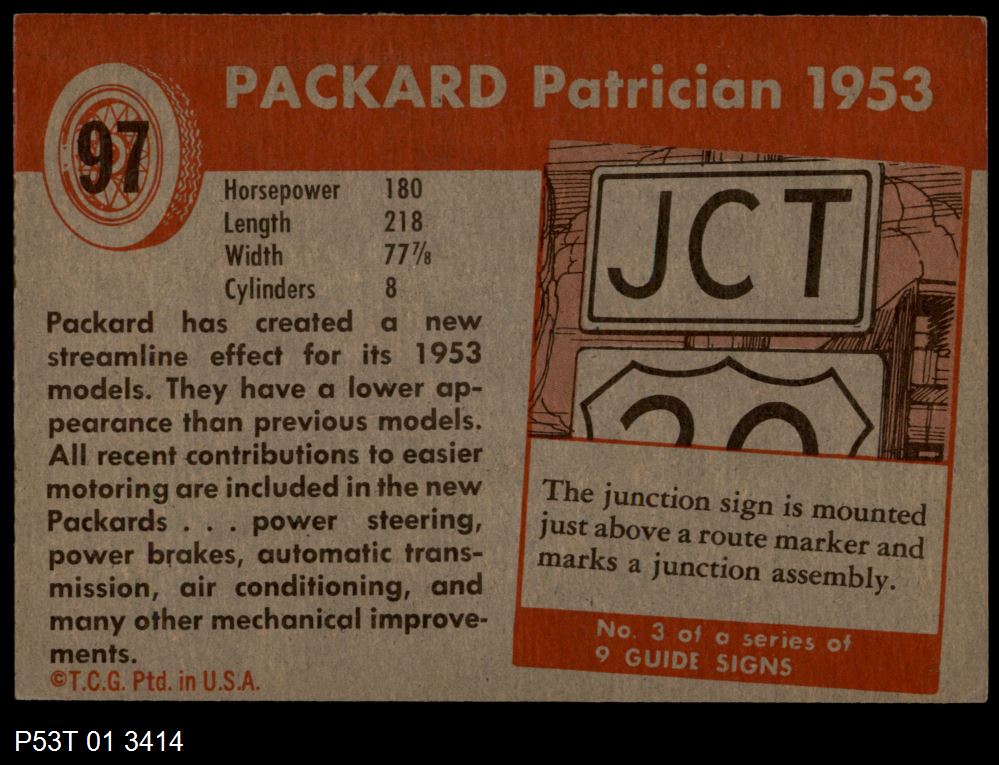 97
PACKARD Patrician 1953
Horsepower 180
Length 218
Width 77⅞
Cylinders 8
Packard has created a new
streamline effect for its 1953
models. They have a lower ap-
pearance than previous models.
All recent contributions to easier
motoring are included in the new
Packards . . . power steering,
power brakes, automatic trans-
mission, air conditioning, and
many other mechanical improve-
ments.
©T.C.G. Ptd. in U.S.A.
JCT
The junction sign is mounted
just above a route marker and
marks a junction assembly.
No. 3 of a series of
9 GUIDE SIGNS
P53T 01 3414